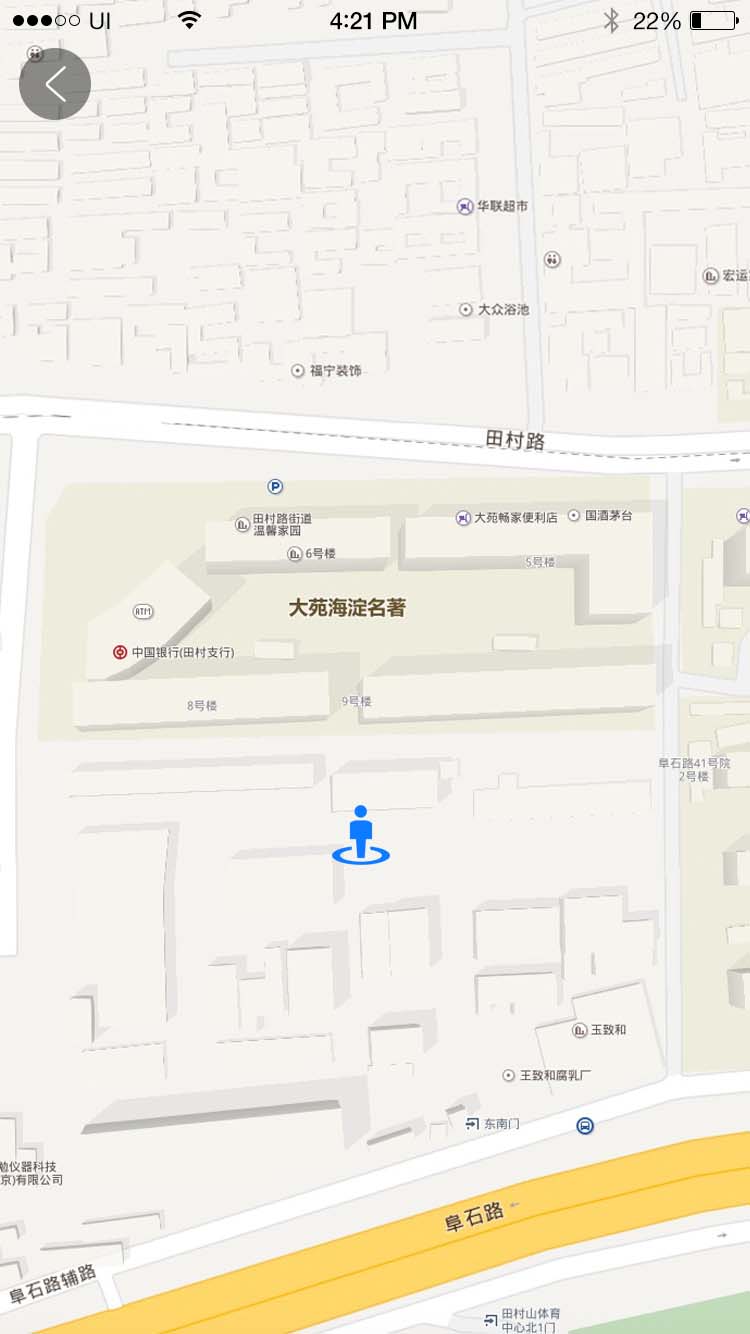 UI
4:21 PM
22%
华联超市
宏运
大众浴池
福宁装饰
田村路
P
田村路街道
温馨家园
大苑畅家便利店
国酒茅台
6号楼
5号楼
ATM
大苑海淀名著
中国银行(田村支行)
8号楼
9号楼
阜石路41号院
2号楼
玉致和
王致和腐乳厂
东南门
勉仪器科技
京)有限公司
阜石路
阜石路辅路
田村山体育
中心北1门